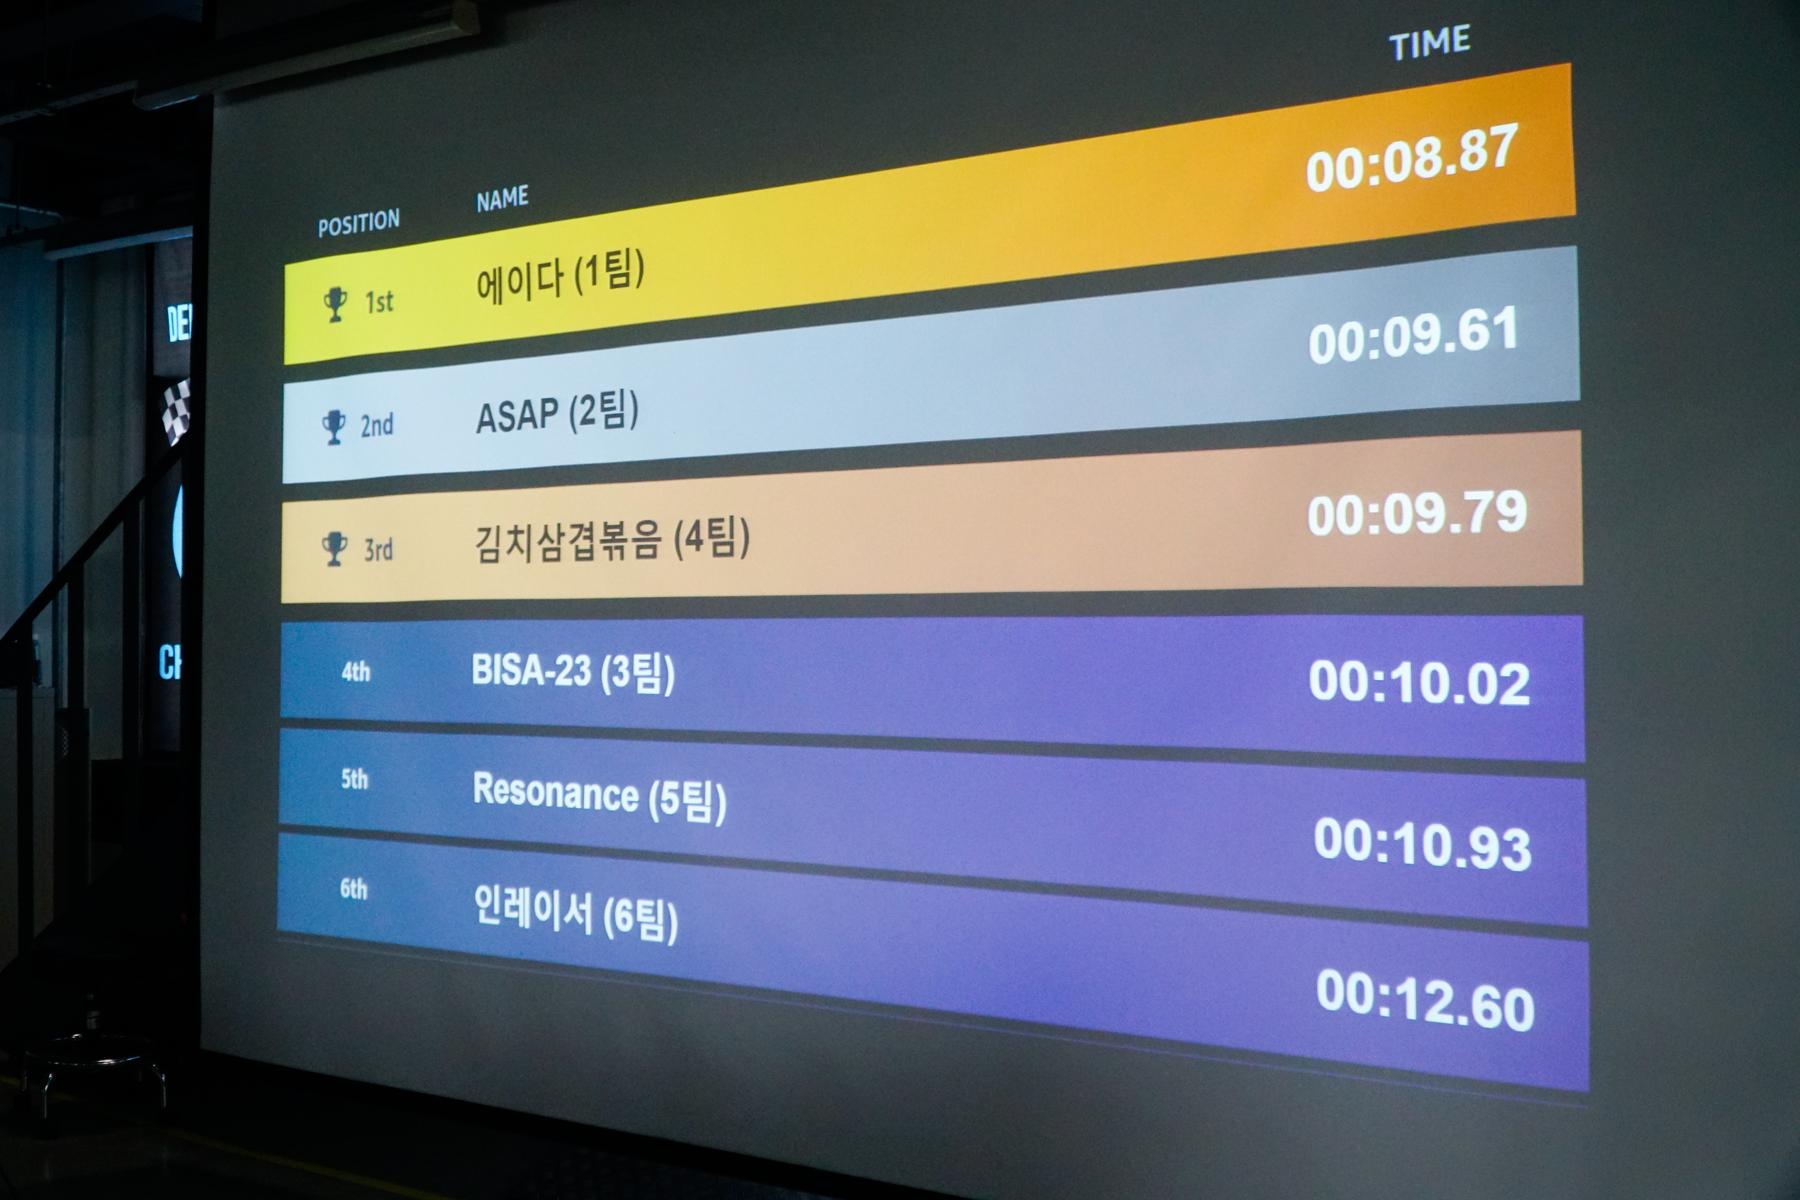 POSITION NAME TIME
1st 에이다 (1팀) 00:08.87
2nd ASAP (2팀) 00:09.61
3rd 김치삼겹볶음 (4팀) 00:09.79
4th BISA-23 (3팀) 00:10.02
5th Resonance (5팀) 00:10.93
6th 인레이서 (6팀) 00:12.60